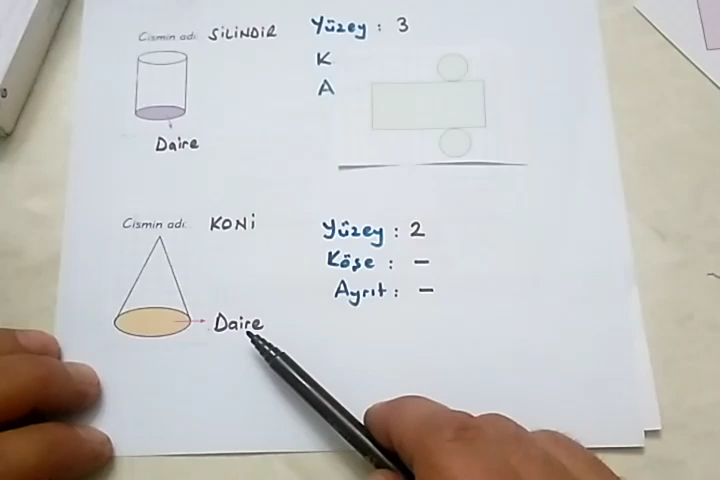 Cismin adı: SİLİNDİR
Yüzey : 3
K
A
Daire
Cismin adı: KONİ
Yüzey : 2
Köşe : –
Ayrıt : –
Daire